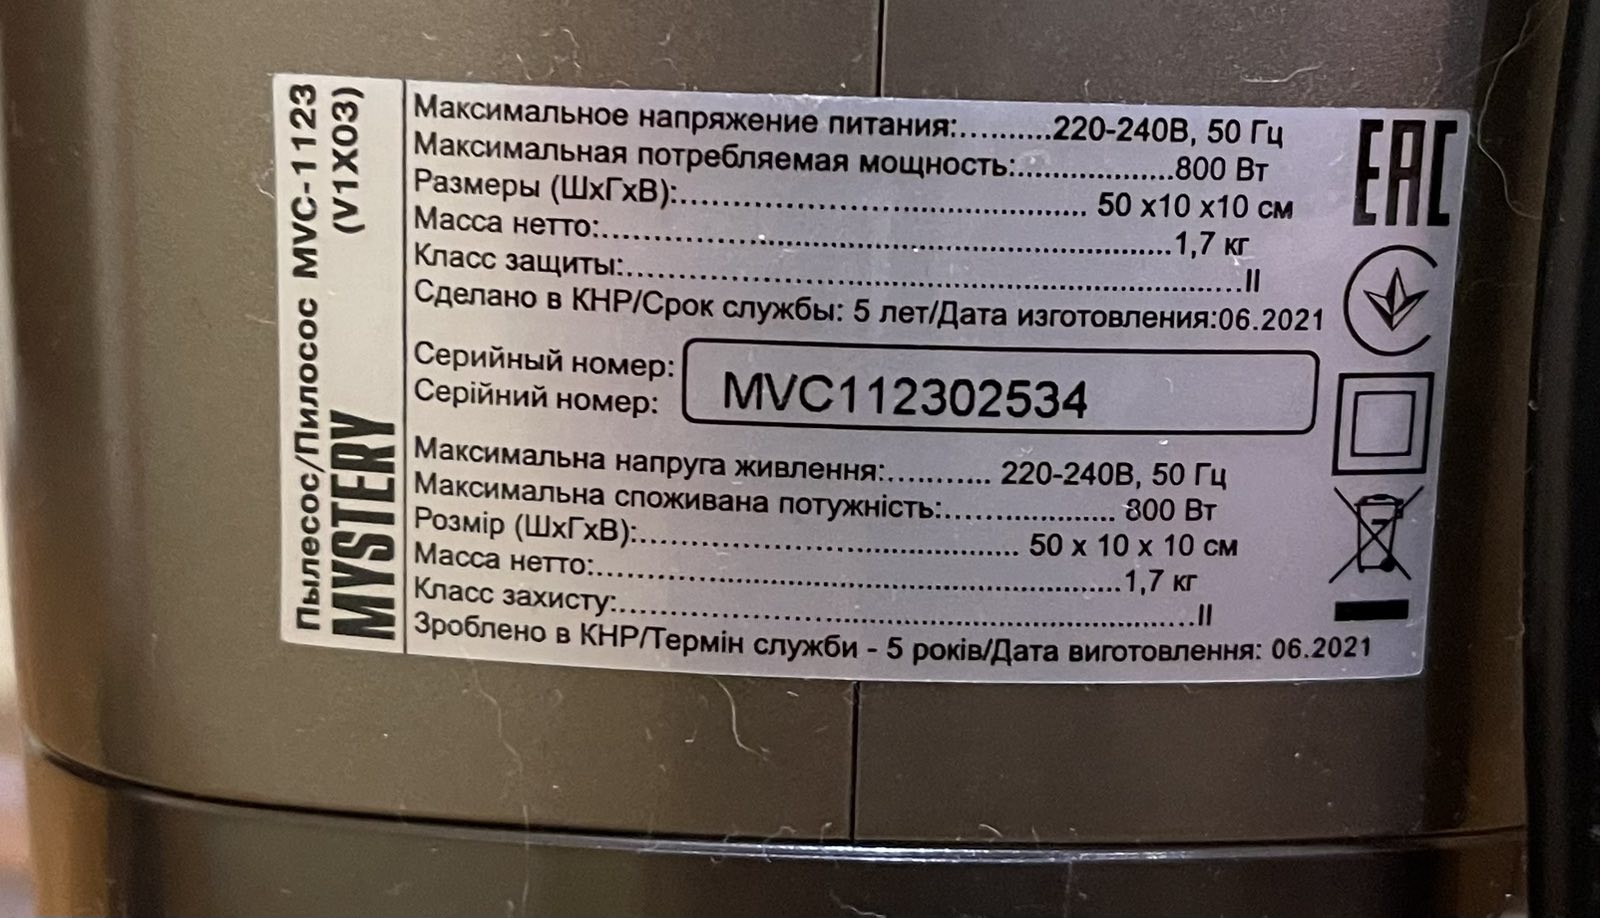 Пылесос/Пилосос MVC-1123
(V1X03)
MYSTERY
Максимальное напряжение питания:..........220-240В, 50 Гц
Максимальная потребляемая мощность:...................800 Вт
Размеры (ШхГхВ):............................................. 50 х10 х10 см
Масса нетто:...............................................................1,7 кг
Класс защиты:.....................................................................II
Сделано в КНР/Срок службы: 5 лет/Дата изготовления:06.2021
Серийный номер:
Серійний номер:
MVC112302534
Максимальна напруга живлення:............ 220-240В, 50 Гц
Максимальна споживана потужність:.................... 800 Вт
Розмір (ШхГхВ):.......................................... 50 х 10 х 10 см
Масса нетто:..........................................................1,7 кг
Класс захисту:................................................................II
Зроблено в КНР/Термін служби - 5 років/Дата виготовлення: 06.2021
EAC